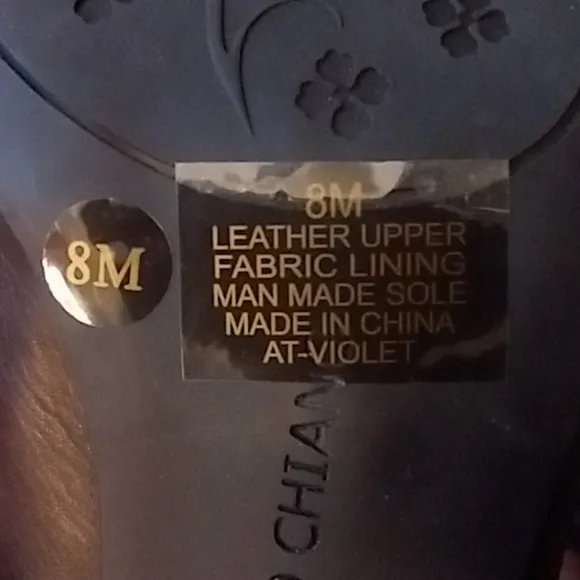 8M
8M
LEATHER UPPER
FABRIC LINING
MAN MADE SOLE
MADE IN CHINA
AT-VIOLET
CHIAN